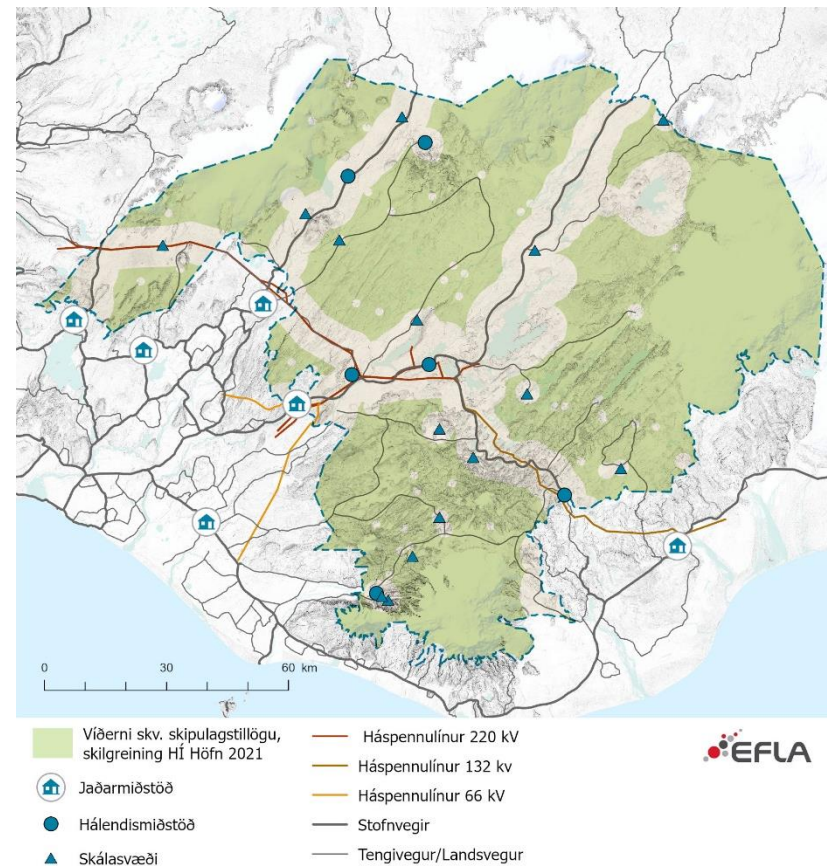 0 30 60 km
Víðerni skv. skipulagstillögu,
skilgreining HÍ Höfn 2021
Jaðarmiðstöð
Hálendismiðstöð
Skálasvæði
Háspennulínur 220 kV
Háspennulínur 132 kv
Háspennulínur 66 kV
Stofnvegir
Tengivegur/Landsvegur
EFLA